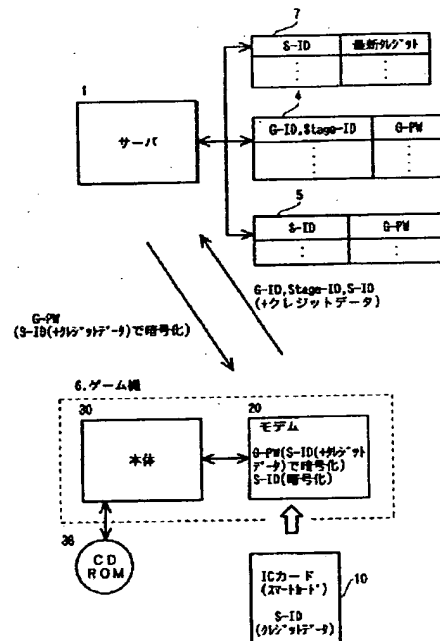 7
S-ID 最新クレジット
1
サーバ
4
G-ID,Stage-ID G-PW
5
S-ID G-PW
G-ID,Stage-ID,S-ID
(+クレジットデータ)
G-PW
(S-ID(+クレジットデータ)で暗号化)
6.ゲーム機
30
本体
20
モデム
G-PW(S-ID(+クレジット
データ)で暗号化)
S-ID(暗号化)
36
CD
ROM
ICカード
(スマートカード)
S-ID
(クレジットデータ)
10